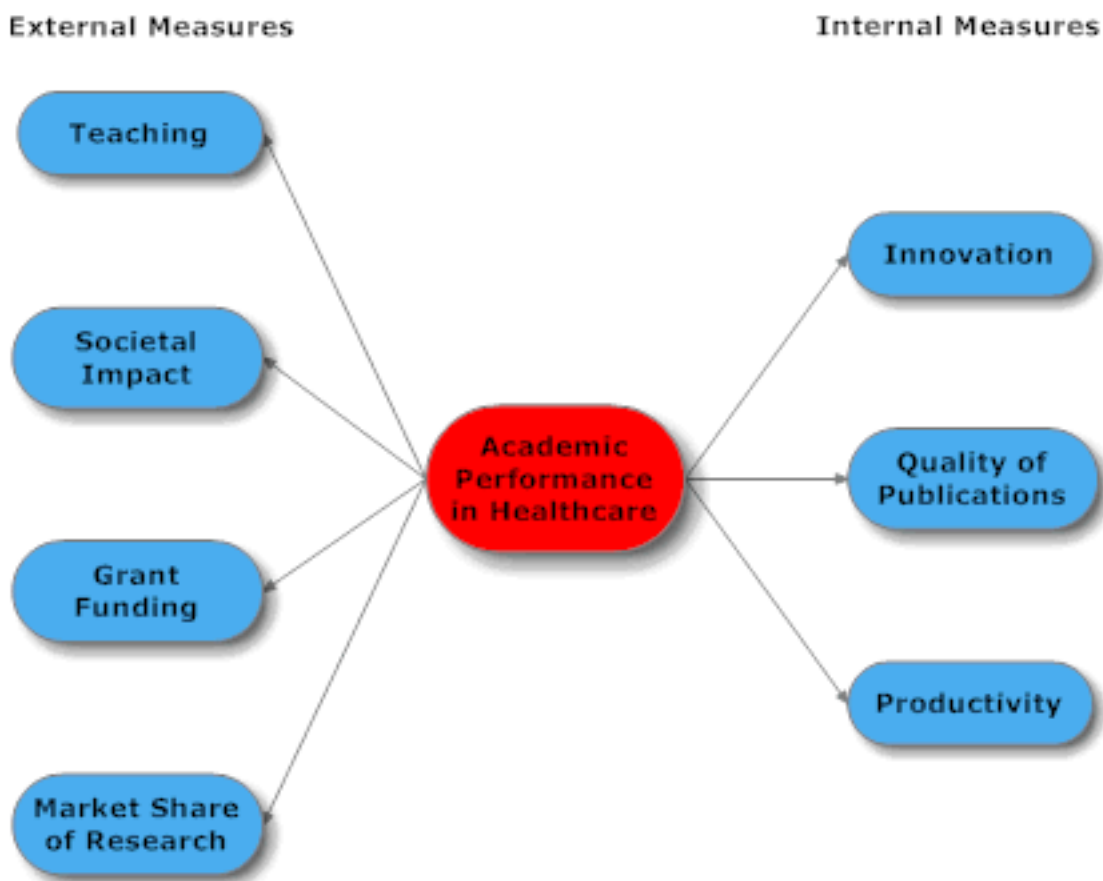 External Measures
Internal Measures
Teaching
Societal
Impact
Grant
Funding
Market Share
of Research
Academic
Performance
in Healthcare
Innovation
Quality of
Publications
Productivity